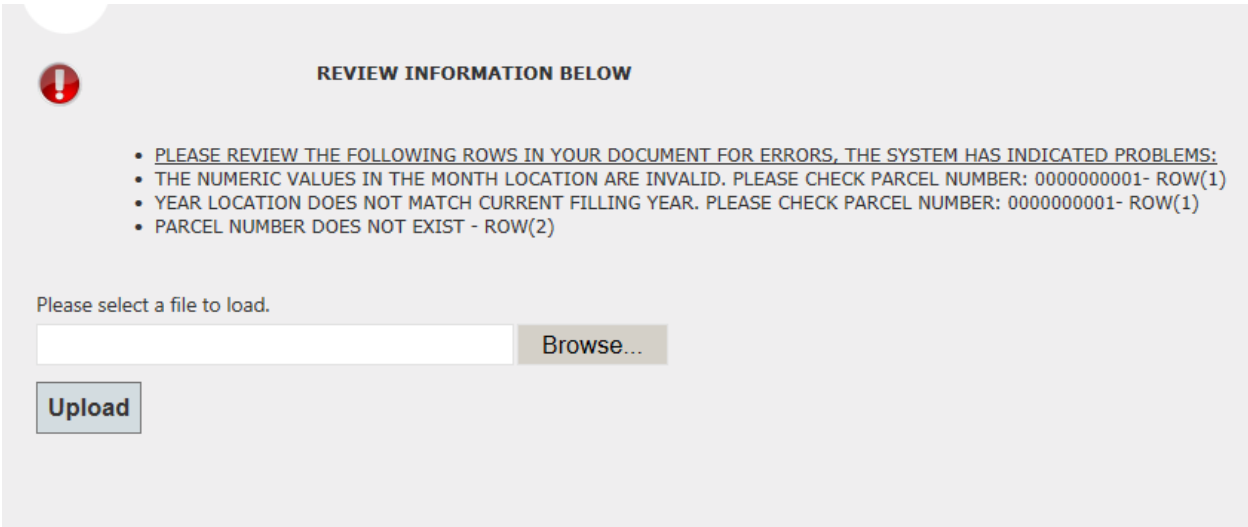 REVIEW INFORMATION BELOW
• PLEASE REVIEW THE FOLLOWING ROWS IN YOUR DOCUMENT FOR ERRORS, THE SYSTEM HAS INDICATED PROBLEMS:
• THE NUMERIC VALUES IN THE MONTH LOCATION ARE INVALID. PLEASE CHECK PARCEL NUMBER: 0000000001- ROW(1)
• YEAR LOCATION DOES NOT MATCH CURRENT FILLING YEAR. PLEASE CHECK PARCEL NUMBER: 0000000001- ROW(1)
• PARCEL NUMBER DOES NOT EXIST - ROW(2)
Please select a file to load.
Browse...
Upload